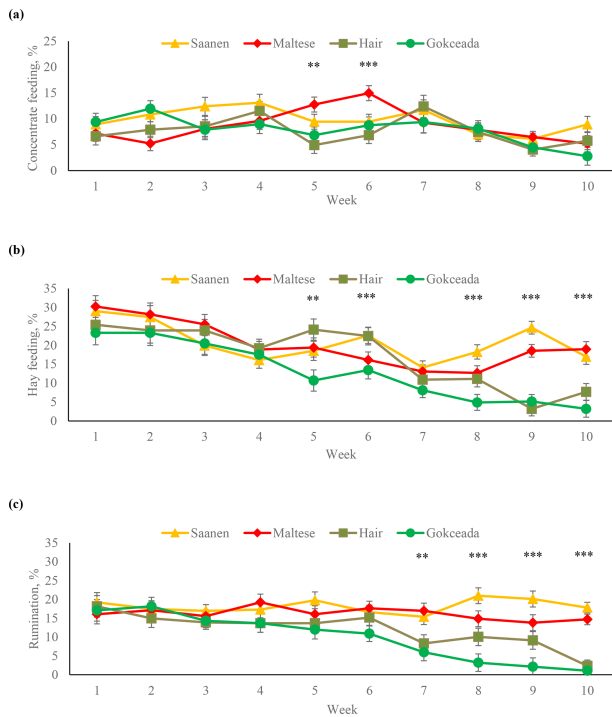 (a)
Saanen Maltese Hair Gokceada
Concentrate feeding, %
25
20
15
10
5
0
** ***
1 2 3 4 5 6 7 8 9 10
Week
(b)
Saanen Maltese Hair Gokceada
Hay feeding, %
35
30
25
20
15
10
5
0
** *** *** *** ***
1 2 3 4 5 6 7 8 9 10
Week
(c)
Saanen Maltese Hair Gokceada
Rumination, %
35
30
25
20
15
10
5
0
** *** *** ***
1 2 3 4 5 6 7 8 9 10
Week